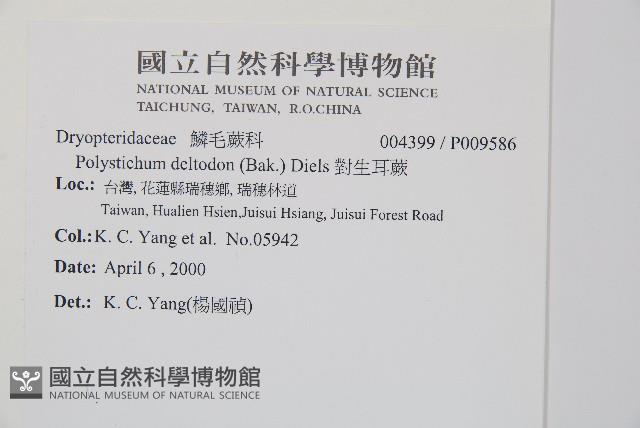 國立自然科學博物館
NATIONAL MUSEUM OF NATURAL SCIENCE
TAICHUNG, TAIWAN, R.O.CHINA
Dryopteridaceae 鱗毛蕨科 004399 / P009586
Polystichum deltodon (Bak.) Diels 對生耳蕨
Loc.: 台灣, 花蓮縣瑞穗鄉, 瑞穗林道
Taiwan, Hualien Hsien,Juisui Hsiang, Juisui Forest Road
Col.:K. C. Yang et al. No.05942
Date: April 6 , 2000
Det.: K. C. Yang(楊國禎)
國立自然科學博物館
NATIONAL MUSEUM OF NATURAL SCIENCE